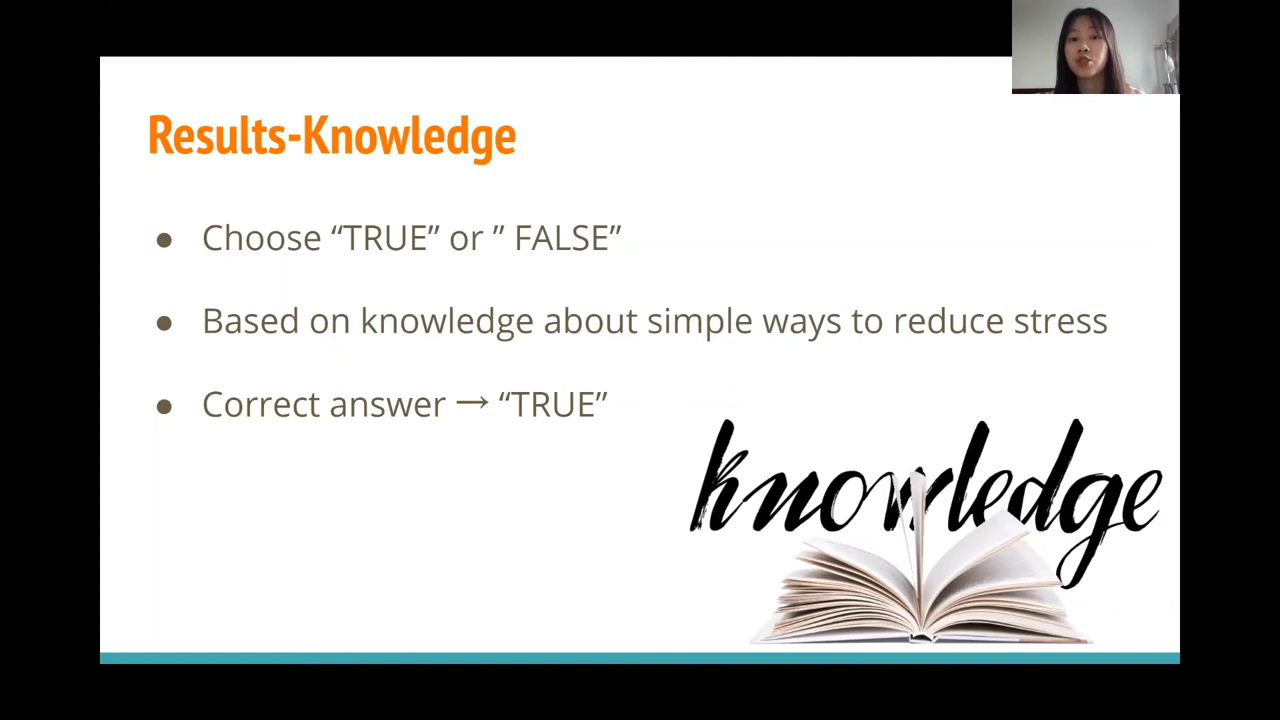 Results-Knowledge
● Choose “TRUE” or ” FALSE”
● Based on knowledge about simple ways to reduce stress
● Correct answer → “TRUE”
knowledge